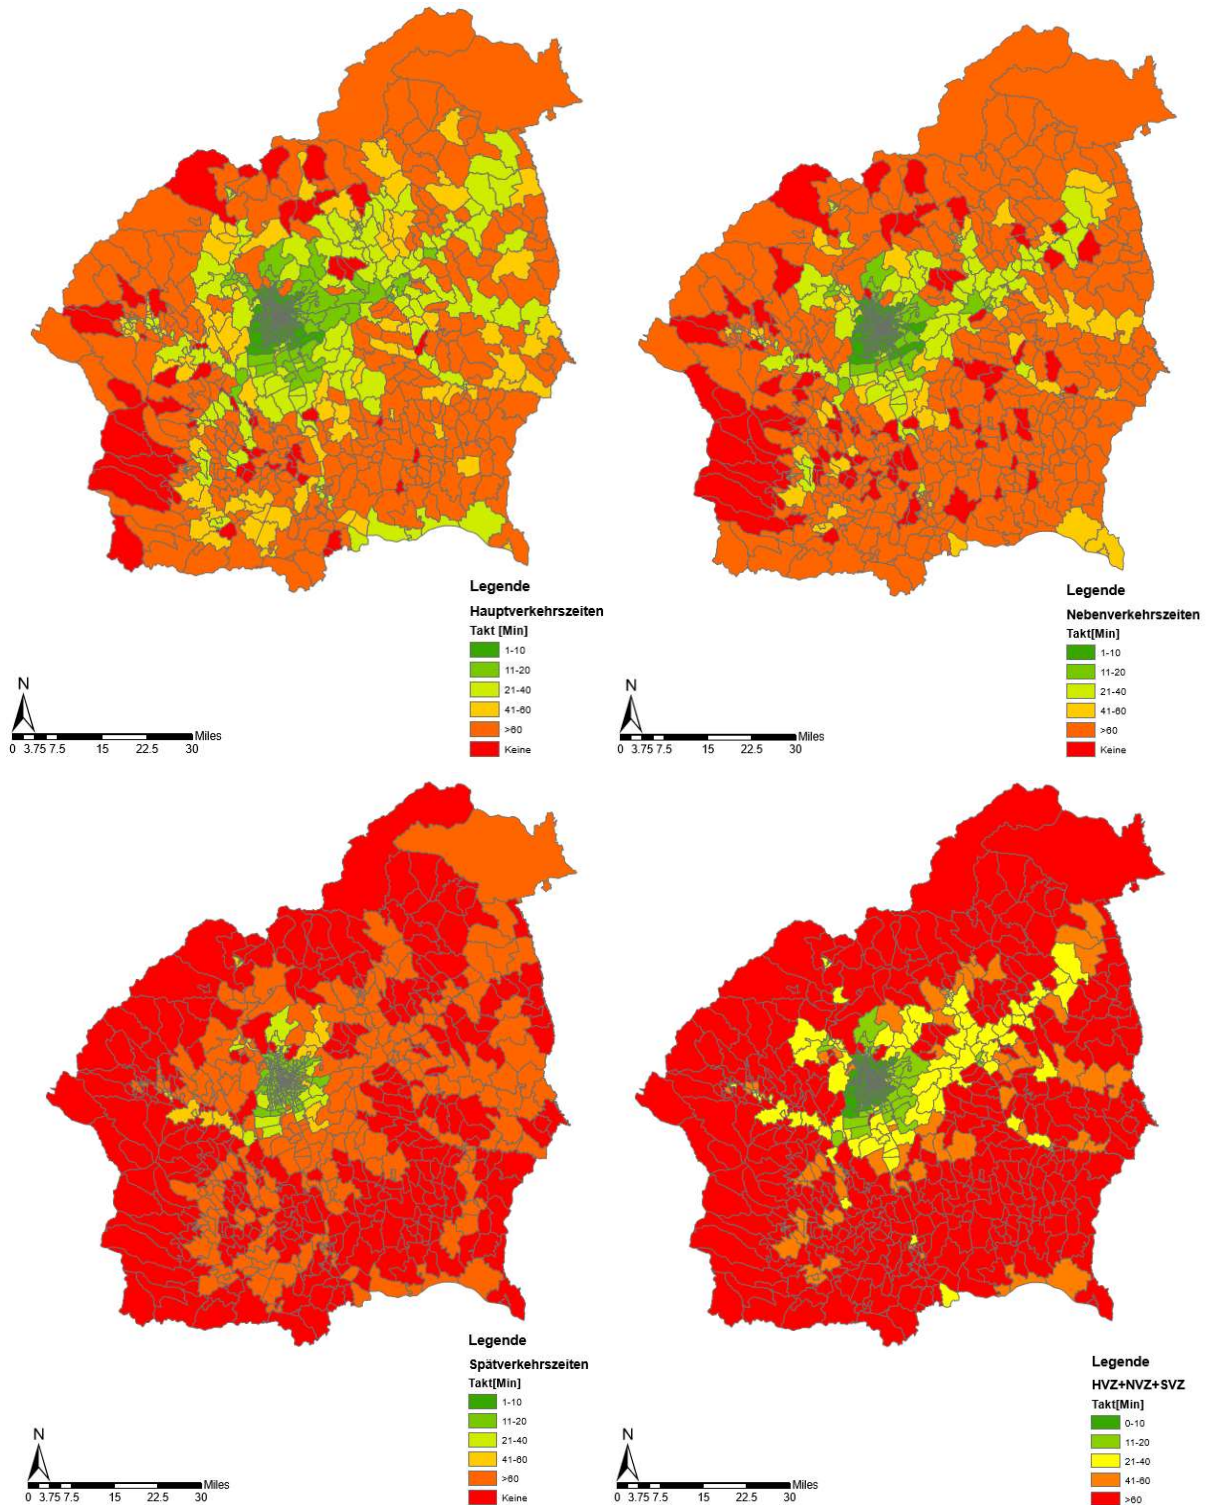 Legende
Hauptverkehrszeiten
Takt [Min]
1-10
11-20
21-40
41-60
>60
Keine
N
Miles
0 3.75 7.5 15 22.5 30
Legende
Nebenverkehrszeiten
Takt[Min]
1-10
11-20
21-40
41-60
>60
Keine
N
Miles
0 3.75 7.5 15 22.5 30
Legende
Spätverkehrszeiten
Takt[Min]
1-10
11-20
21-40
41-60
>60
Keine
N
Miles
0 3.75 7.5 15 22.5 30
Legende
HVZ+NVZ+SVZ
Takt[Min]
0-10
11-20
21-40
41-60
>60
N
Miles
0 3.75 7.5 15 22.5 30